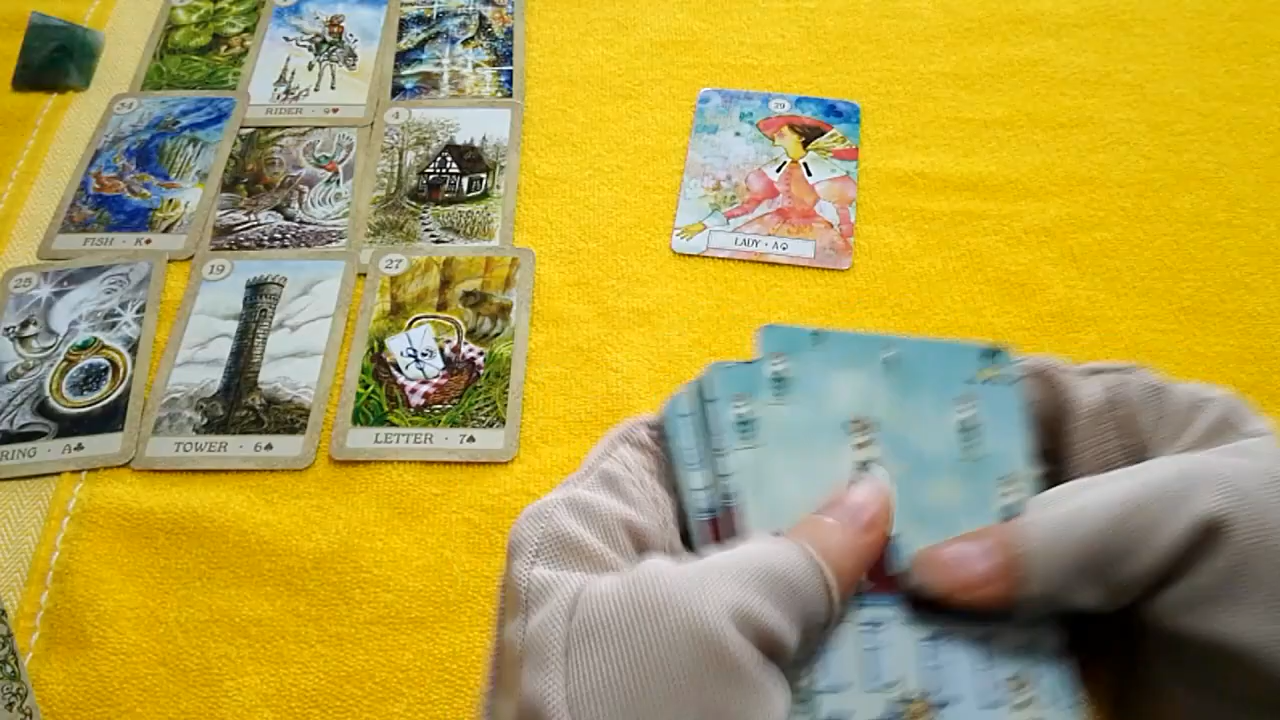 RIDER · 9♥
34
FISH · K♦
4
25
RING · A♣
19
TOWER · 6♠
27
LETTER · 7♠
29
LADY · A♠